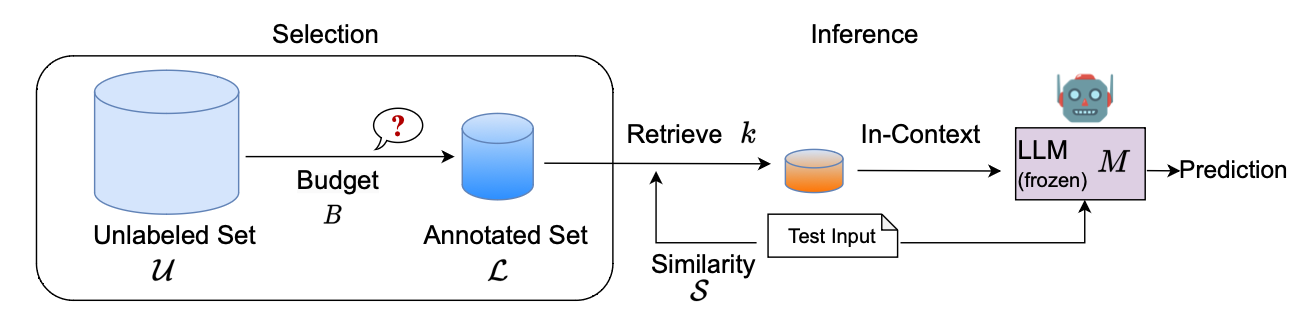 Selection
Inference
?
Retrieve k
In-Context
LLM
(frozen) M
Prediction
Budget
B
Unlabeled Set
𝒰
Annotated Set
ℒ
Test Input
Similarity
𝒮